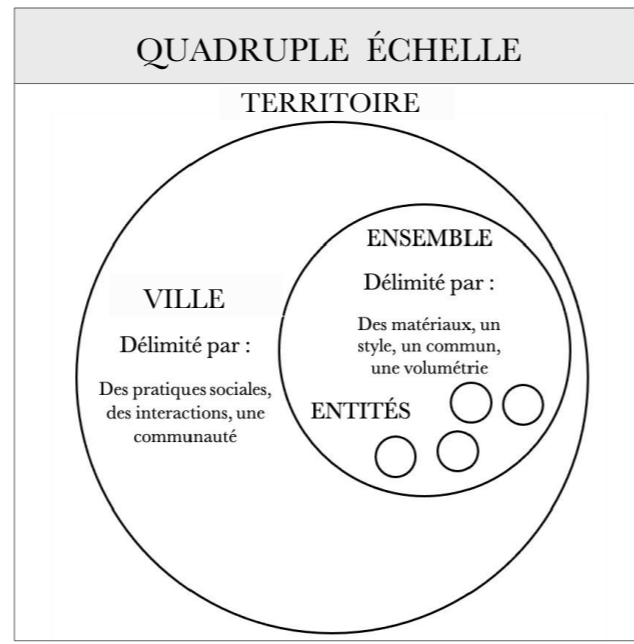 QUADRUPLE ÉCHELLE
TERRITOIRE
VILLE
Délimité par :
Des pratiques sociales,
des interactions, une
communauté
ENSEMBLE
Délimité par :
Des matériaux, un
style, un commun,
une volumétrie
ENTITÉS